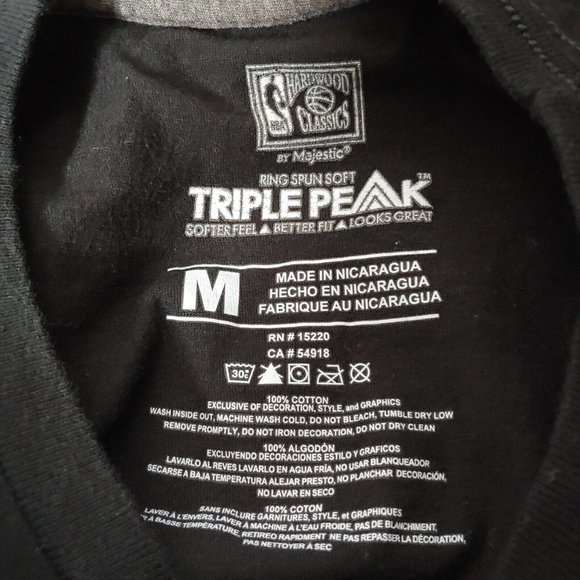 HARDWOOD
NBA
CLASSICS
BY Majestic®
RING SPUN SOFT
TRIPLE PEAK™
SOFTER FEEL ▲ BETTER FIT ▲ LOOKS GREAT
M
MADE IN NICARAGUA
HECHO EN NICARAGUA
FABRIQUE AU NICARAGUA
RN # 15220
CA # 54918
30c
100% COTTON
EXCLUSIVE OF DECORATION, STYLE, and GRAPHICS
WASH INSIDE OUT, MACHINE WASH COLD, DO NOT BLEACH, TUMBLE DRY LOW
REMOVE PROMPTLY, DO NOT IRON DECORATION, DO NOT DRY CLEAN
100% ALGODÓN
EXCLUYENDO DECORACIONES ESTILO Y GRAFICOS
LAVARLO AL REVES LAVARLO EN AGUA FRÍA, NO USAR BLANQUEADOR
SECARSE A BAJA TEMPERATURA ALEJAR PRESTO, NO PLANCHAR DECORACIÓN,
NO LAVAR EN SECO
100% COTON
SANS INCLURE GARNITURES, STYLE, et GRAPHIQUES
LAVER À L'ENVERS, LAVER À MACHINE À L'EAU FROIDE, PAS DE BLANCHIMENT,
À BASSE TEMPÉRATURE, RETIREO RAPIDEMENT NE PAS REPASSER LA DÉCORATION,
PAS NETTOYER À SEC